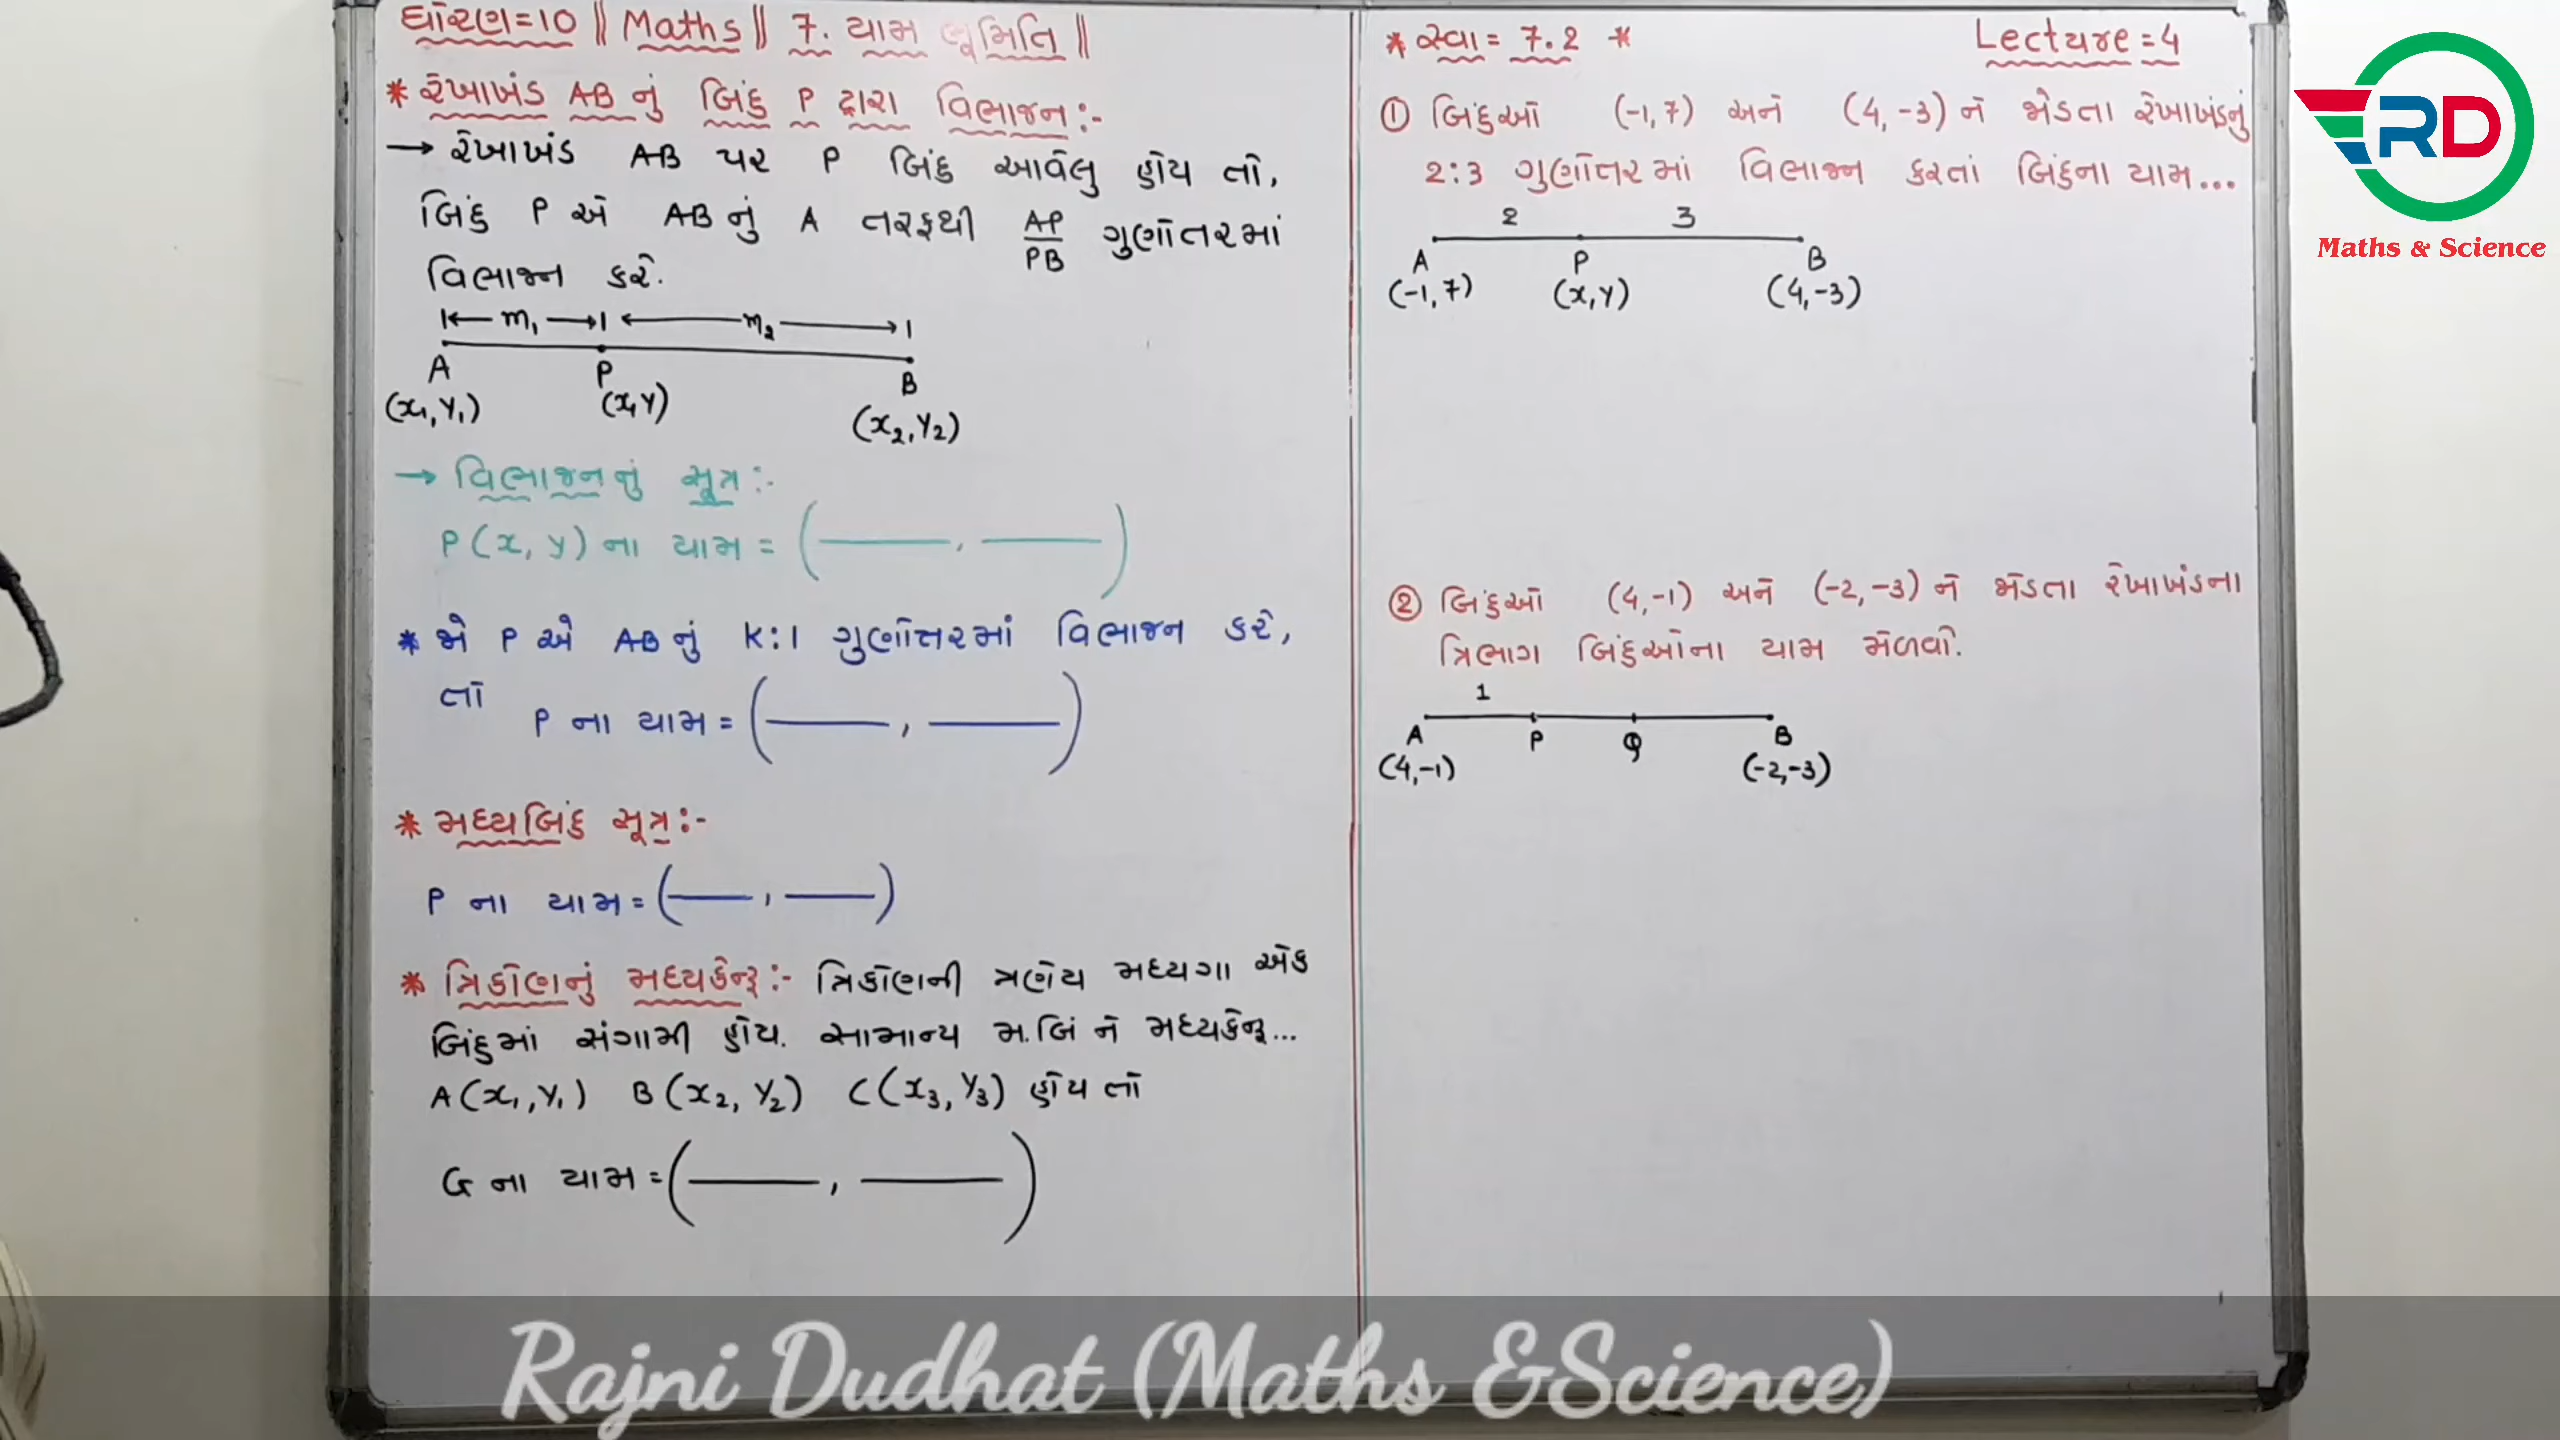 ધોરણ=10 || Maths || 7. યામ ભૂમિતિ ||
* રેખાખંડ AB નું બિંદુ P દ્વારા વિભાજન:-
→ રેખાખંડ AB પર P બિંદુ આવેલુ હોય તો,
બિંદુ P એ AB નું A તરફથી AP/PB ગુણોતરમાં
વિભાજન કરે.
m₁ m₂
A P B
(x₁, y₁) (x, y) (x₂, y₂)
→ વિભાજનનું સૂત્ર:-
P(x, y) ના યામ = (—— , ——)
* જો P એ AB નું K:1 ગુણોત્તરમાં વિભાજન કરે,
તો P ના યામ = (—— , ——)
* મધ્યબિંદુ સૂત્ર:-
P ના યામ = (—— , ——)
* ત્રિકોણનું મધ્યકેન્દ્ર:- ત્રિકોણની ત્રણેય મધ્યગા એક
બિંદુમાં સંગામી હોય. સામાન્ય મ.બિં ને મધ્યકેન્દ્ર...
A(x₁, y₁) B(x₂, y₂) C(x₃, y₃) હોય તો
G ના યામ = (—— , ——)
* સ્વા = 7.2 * Lecture = 4
① બિંદુઓ (-1, 7) અને (4, -3) ને જોડતા રેખાખંડનું
2:3 ગુણોતરમાં વિભાજન કરતાં બિંદુના યામ...
2 3
A P B
(-1, 7) (x, y) (4, -3)
② બિંદુઓ (4, -1) અને (-2, -3) ને જોડતા રેખાખંડના
ત્રિભાગ બિંદુઓના યામ મેળવો.
1
A P Q B
(4, -1) (-2, -3)
RD
Maths & Science
Rajni Dudhat (Maths &Science)